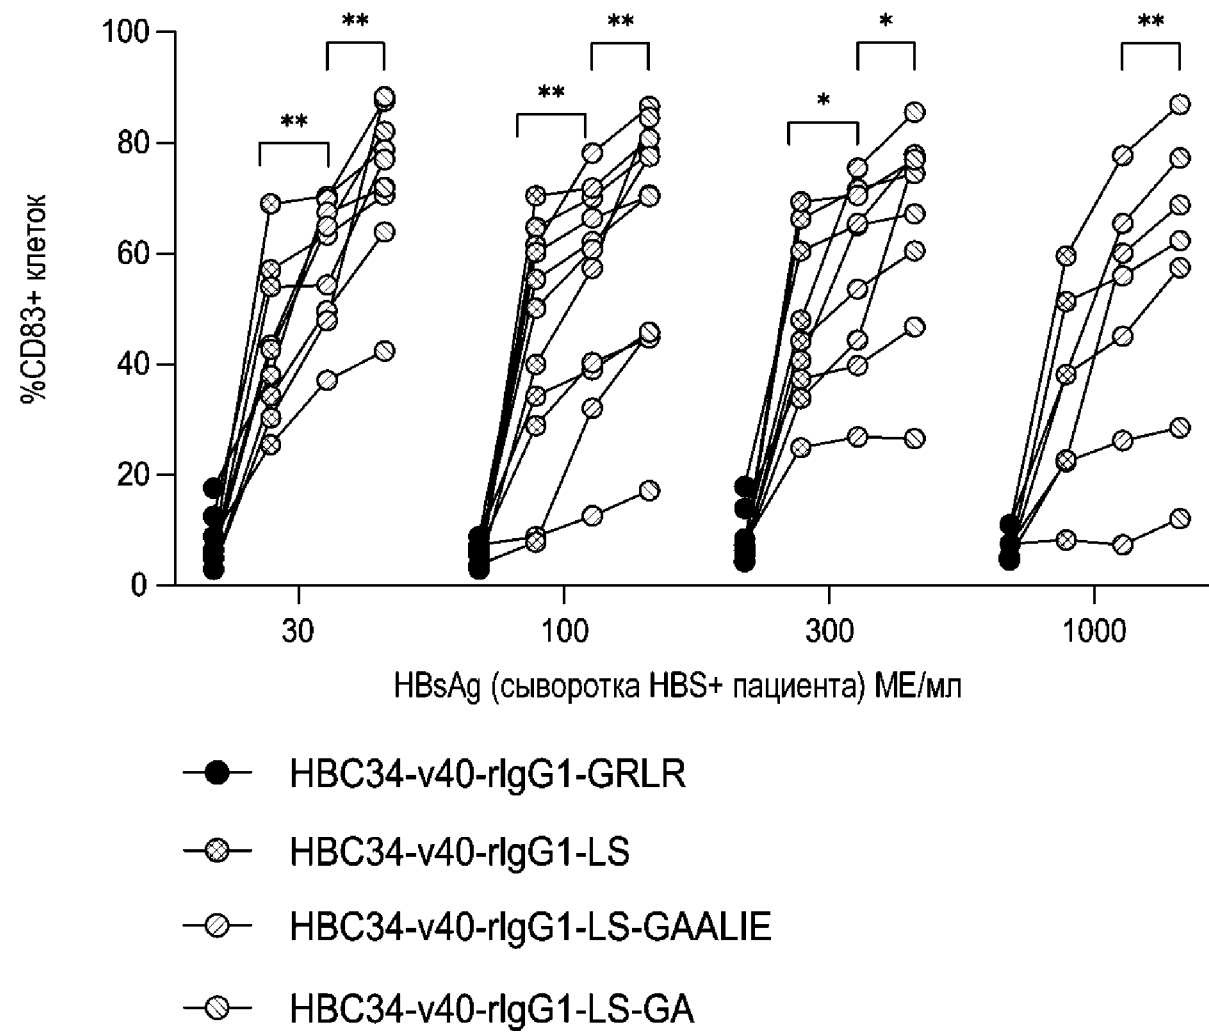 100
80
60
40
20
0
%CD83+ клеток
** ** ** ** * * **
30 100 300 1000
HBsAg (сыворотка HBS+ пациента) МЕ/мл
HBC34-v40-rIgG1-GRLR
HBC34-v40-rIgG1-LS
HBC34-v40-rIgG1-LS-GAALIE
HBC34-v40-rIgG1-LS-GA